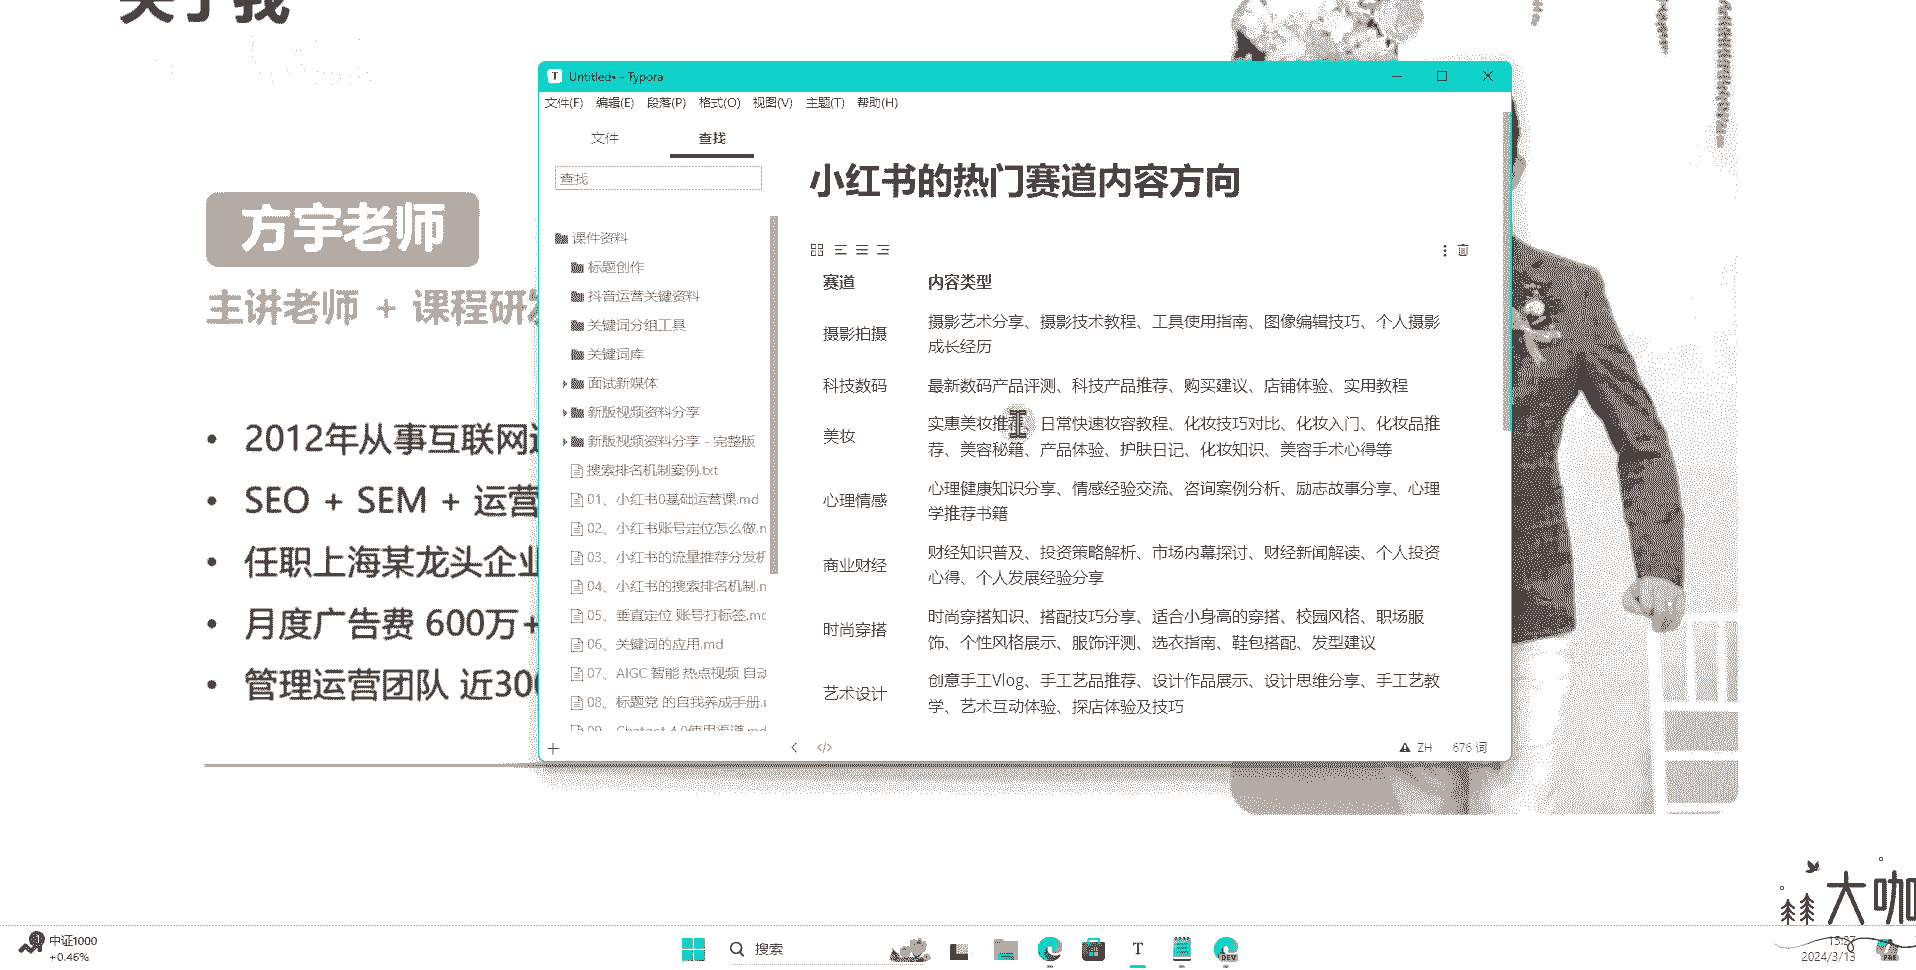 关于我
方宇老师
主讲老师 + 课程研
2012年从事互联网
SEO + SEM + 运营
任职上海某龙头企业
月度广告费 600万+
管理运营团队 近30
Untitled• - Typora
文件(F) 编辑(E) 段落(P) 格式(O) 视图(V) 主题(T) 帮助(H)
文件 查找
查找
课件资料
标题创作
抖音运营关键资料
关键词分组工具
关键词库
面试新媒体
新版视频资料分享
新版视频资料分享 - 完整版
搜索排名机制案例.txt
01、小红书0基础运营课.md
02、小红书账号定位怎么做.m
03、小红书的流量推荐分发机
04、小红书的搜索排名机制.m
05、垂直定位 账号打标签.md
06、关键词的应用.md
07、AIGC 智能 热点视频 自动
08、标题党 的自我养成手册.m
09、Chatgpt 4.0使用渠道.md
小红书的热门赛道内容方向
赛道 内容类型
摄影拍摄 摄影艺术分享、摄影技术教程、工具使用指南、图像编辑技巧、个人摄影
成长经历
科技数码 最新数码产品评测、科技产品推荐、购买建议、店铺体验、实用教程
美妆 实惠美妆推荐、日常快速妆容教程、化妆技巧对比、化妆入门、化妆品推
荐、美容秘籍、产品体验、护肤日记、化妆知识、美容手术心得等
心理情感 心理健康知识分享、情感经验交流、咨询案例分析、励志故事分享、心理
学推荐书籍
商业财经 财经知识普及、投资策略解析、市场内幕探讨、财经新闻解读、个人投资
心得、个人发展经验分享
时尚穿搭 时尚穿搭知识、搭配技巧分享、适合小身高的穿搭、校园风格、职场服
饰、个性风格展示、服饰评测、选衣指南、鞋包搭配、发型建议
艺术设计 创意手工Vlog、手工艺品推荐、设计作品展示、设计思维分享、手工艺教
学、艺术互动体验、探店体验及技巧
ZH 676 词
大咖
中证1000
+0.46%
搜索
T
DEV
15:27
2024/3/13
PRE